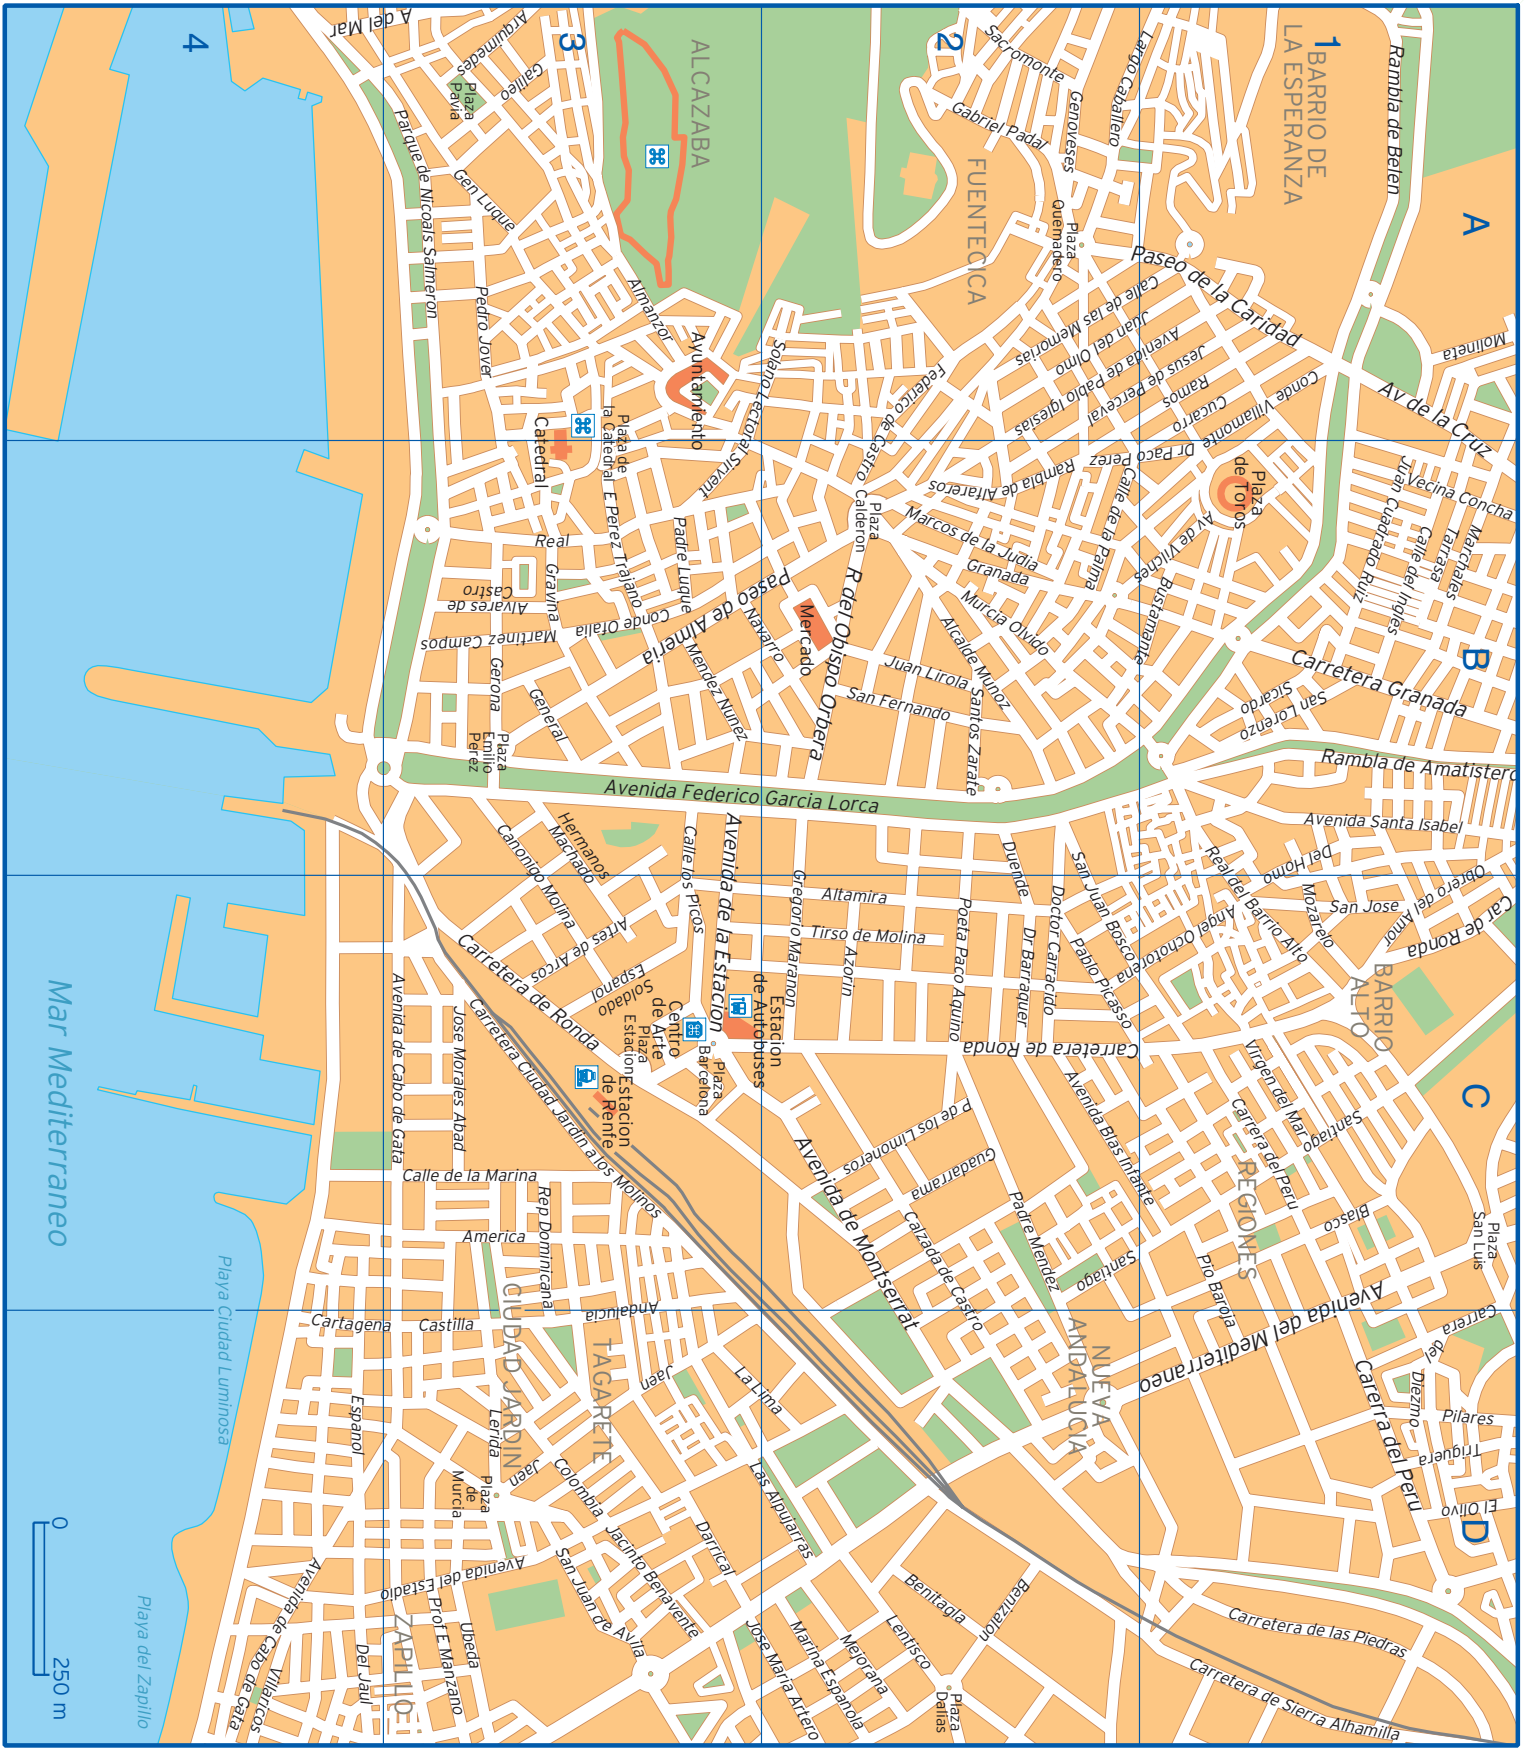 A
B
C
D
1
2
3
4
BARRIO DE
LA ESPERANZA
Rambla de Belen
Molineta
Av de la Cruz
Paseo de la Caridad
Largo Caballero
Sacromonte
Genoveses
Gabriel Padal
FUENTECICA
Plaza
Quemadero
Calle de las Memorias
Juan del Olmo
Avenida de Pablo Iglesias
Jesus de Perceval
Ramos
Cucarro
Conde Villamonte
Federico de Castro
ALCAZABA
Almanzor
Ayuntamiento
Solano
Lectoral Sirvent
Arquimedes
Galileo
A del Mar
Plaza
Pavia
Gen Luque
Parque de Nicoals Salmeron
Pedro Jover
Catedral
Plaza de
la Catedral
E Perez Trajano
Vecina Concha
Marchales
Tarrasa
Calle del Ingles
Juan Cuadrado Ruiz
Plaza
de Toros
Dr Paco Perez
Rambla de Alfareros
Calle de la Palma
Av de Vilches
Bustamante
Marcos de la Judia
Granada
Murcia
Olvido
Alcalde Munoz
Plaza
Calderon
R del Obispo Orbera
Juan Lirola
San Fernando
Santos Zarate
Mercado
Paseo de Almeria
Navarro
Mendez Nunez
Padre Luque
Conde Ofalia
Real
Gravina
Alvares de
Castro
Martinez Campos
Gerona
General
Plaza
Emilio
Perez
Carretera Granada
San Lorenzo
Sicardo
Rambla de Amatistero
Avenida Santa Isabel
Avenida Federico Garcia Lorca
Del Homo
Obrero del Amor
Car de Ronda
San Jose
Mozarelo
Real del Barrio Alto
Angel Ochotorena
BARRIO
ALTO
San Juan Bosco
Pablo Picasso
Duende
Doctor Carracido
Dr Barraquer
Poeta Paco Aquino
Altamira
Tirso de Molina
Azorin
Gregorio Maranon
Avenida de la Estacion
Calle los Picos
Hermanos
Machado
Canonigo Molina
Artes de Arcos
Soldado
Espanol
Carretera de Ronda
Carretera de Ronda
Estacion
de Autobuses
Centro
de Arte
Plaza
Estacion
Plaza
Barcelona
Estacion
de Renfe
Carretera Ciudad Jardin a los Molinos
Jose Morales Abad
Avenida de Cabo de Gata
Calle de la Marina
America
Rep Dominicana
Andalucia
Avenida Blas Infante
Virgen del Mar
Santiago
Carrera del Peru
REGIONES
Blasco
Plaza
San Luis
Pio Baroja
Avenida del Mediterraneo
P de los Limoneros
Guadarrama
Avenida de Montserrat
Calzada de Castro
Padre Mendez
Santiago
NUEVA
ANDALUCIA
Carrera
del
Diezmo
Pilares
Triguera
El Olivo
Carerra del Peru
Carretera de las Piedras
Carretera de Sierra Alhamilla
CIUDAD JARDIN
TAGARETE
Cartagena
Castilla
Jaen
La Lima
Las Alpujarras
Espanol
Lerida
Jaen
Colombia
Plaza
de
Murcia
Jacinto Benavente
Darrical
San Juan de Avila
Avenida del Estadio
ZAPILLO
Prof E Manzano
Ubeda
Del Jaul
Villaricos
Avenida de Cabo de Gata
Jose Maria Artero
Marina Espanola
Mejorana
Lentisco
Benitagla
Benizalon
Plaza
Dalias
Mar Mediterraneo
Playa Ciudad Luminosa
Playa del Zapillo
0
250 m